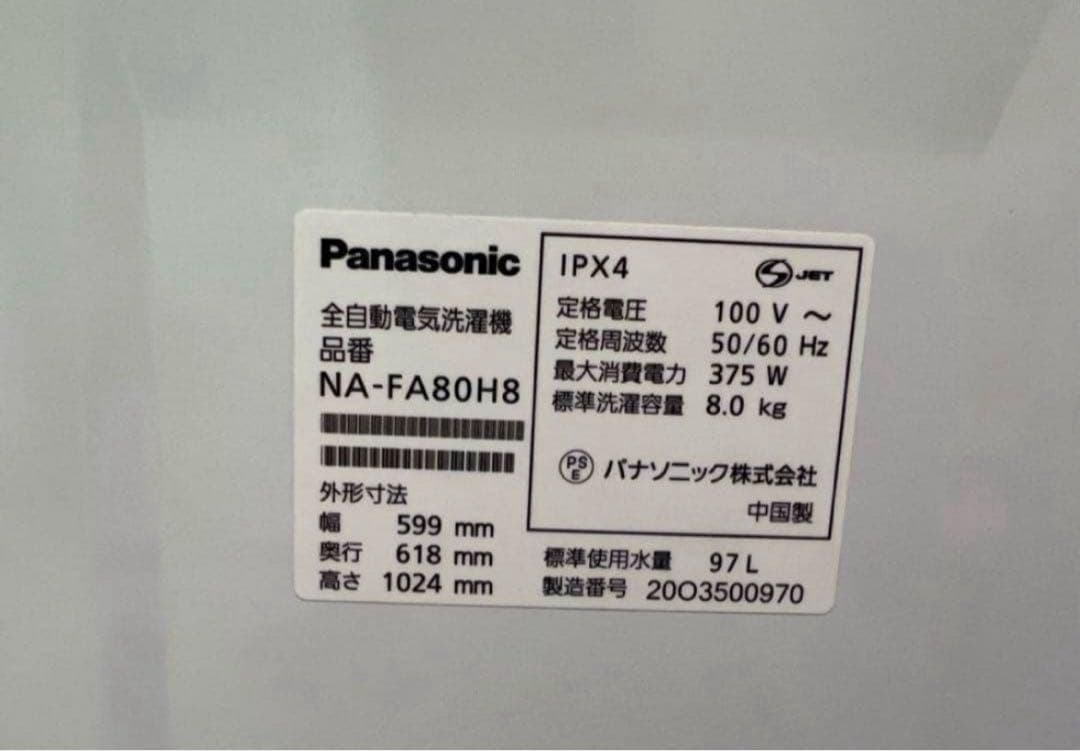 Panasonic
全自動電気洗濯機
品番
NA-FA80H8
外形寸法
幅 599 mm
奥行 618 mm
高さ 1024 mm
IPX4
JET
定格電圧 100 V ~
定格周波数 50/60 Hz
最大消費電力 375 W
標準洗濯容量 8.0 kg
PS
E
パナソニック株式会社
中国製
標準使用水量 97 L
製造番号 20O3500970